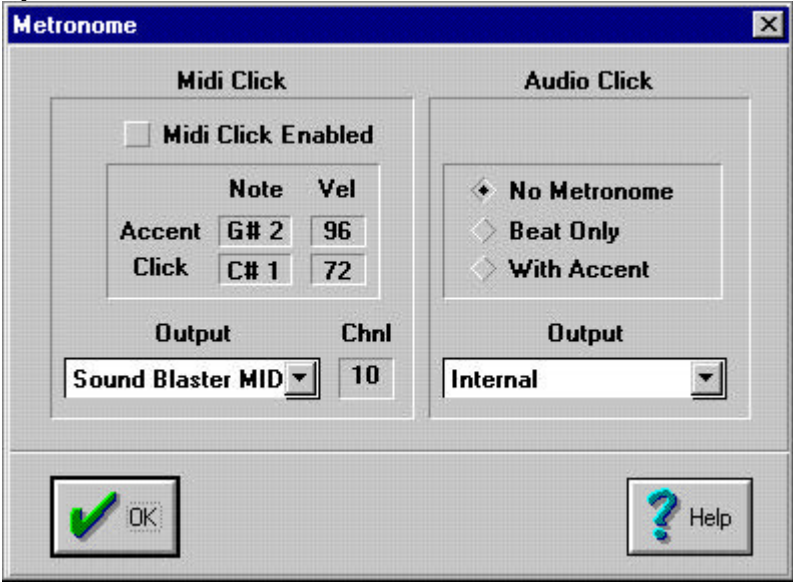 Metronome
Midi Click
Midi Click Enabled
Note Vel
Accent G# 2 96
Click C# 1 72
Output Chnl
Sound Blaster MID 10
Audio Click
No Metronome
Beat Only
With Accent
Output
Internal
OK
Help